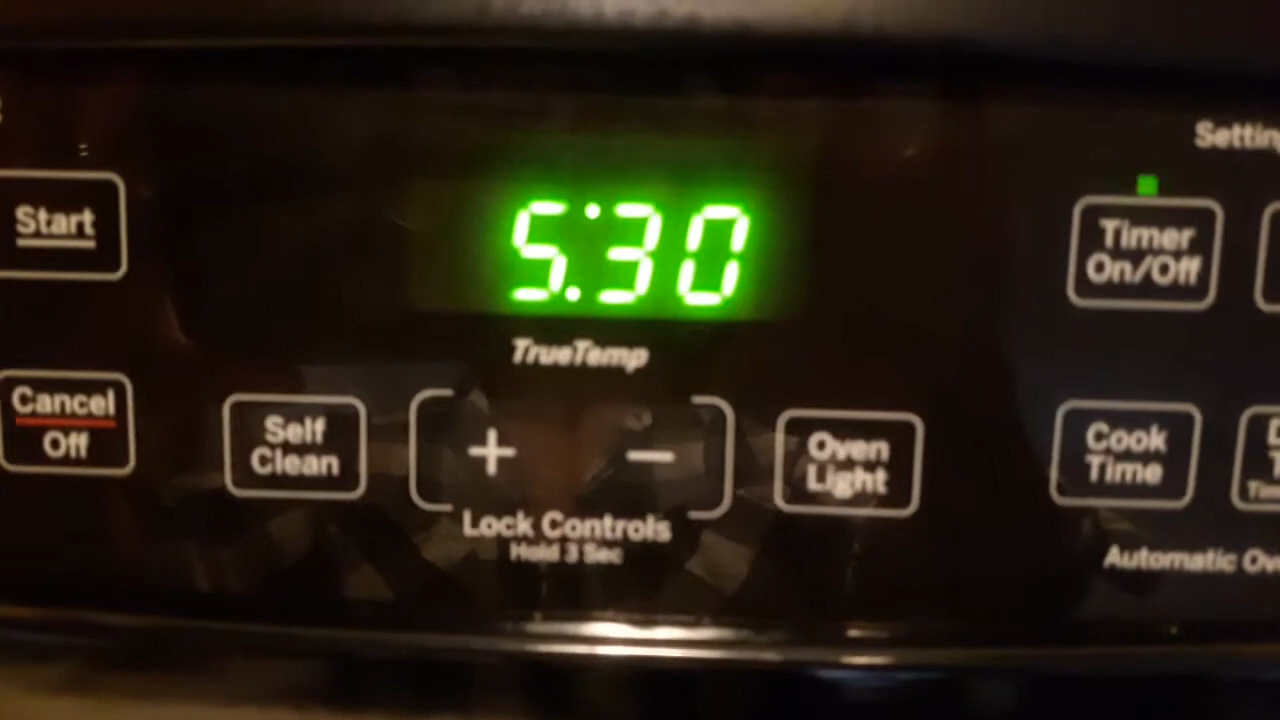 Settin
Start
5:30
Timer
On/Off
TrueTemp
Cancel
Off
Self
Clean
+ −
Oven
Light
Cook
Time
Lock Controls
Hold 3 Sec
Automatic Ov